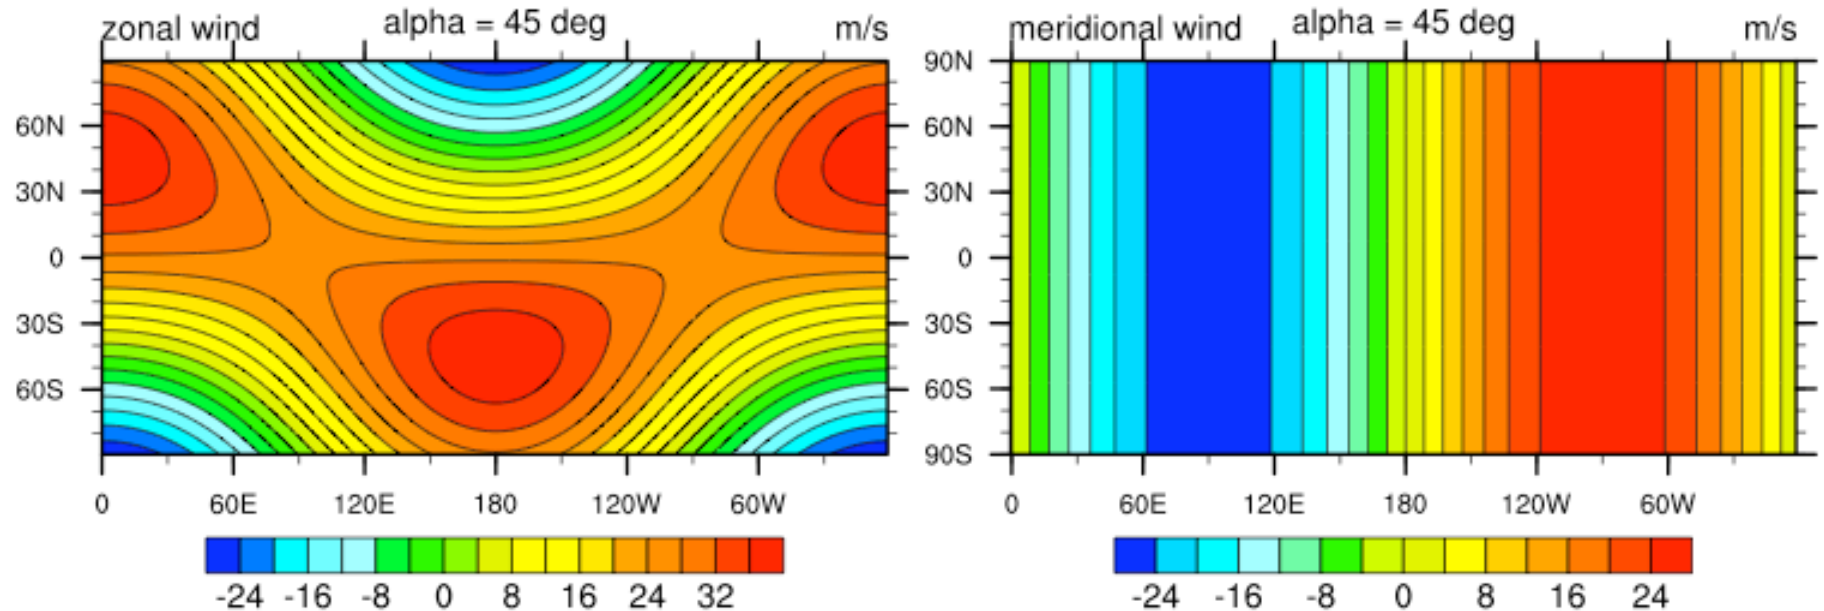 zonal wind alpha = 45 deg m/s
60N
30N
0
30S
60S
0 60E 120E 180 120W 60W
-24 -16 -8 0 8 16 24 32
meridional wind alpha = 45 deg m/s
90N
60N
30N
0
30S
60S
90S
0 60E 120E 180 120W 60W
-24 -16 -8 0 8 16 24